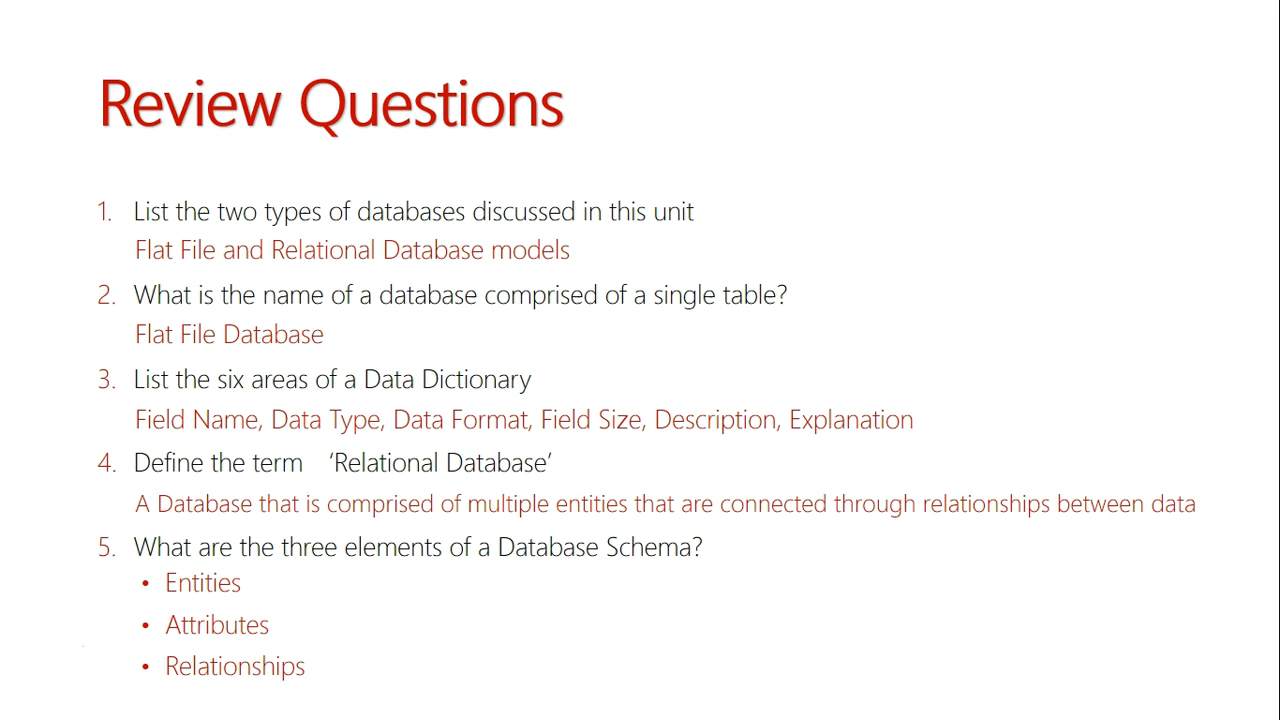 Review Questions
1. List the two types of databases discussed in this unit
Flat File and Relational Database models
2. What is the name of a database comprised of a single table?
Flat File Database
3. List the six areas of a Data Dictionary
Field Name, Data Type, Data Format, Field Size, Description, Explanation
4. Define the term ‘Relational Database’
A Database that is comprised of multiple entities that are connected through relationships between data
5. What are the three elements of a Database Schema?
• Entities
• Attributes
• Relationships